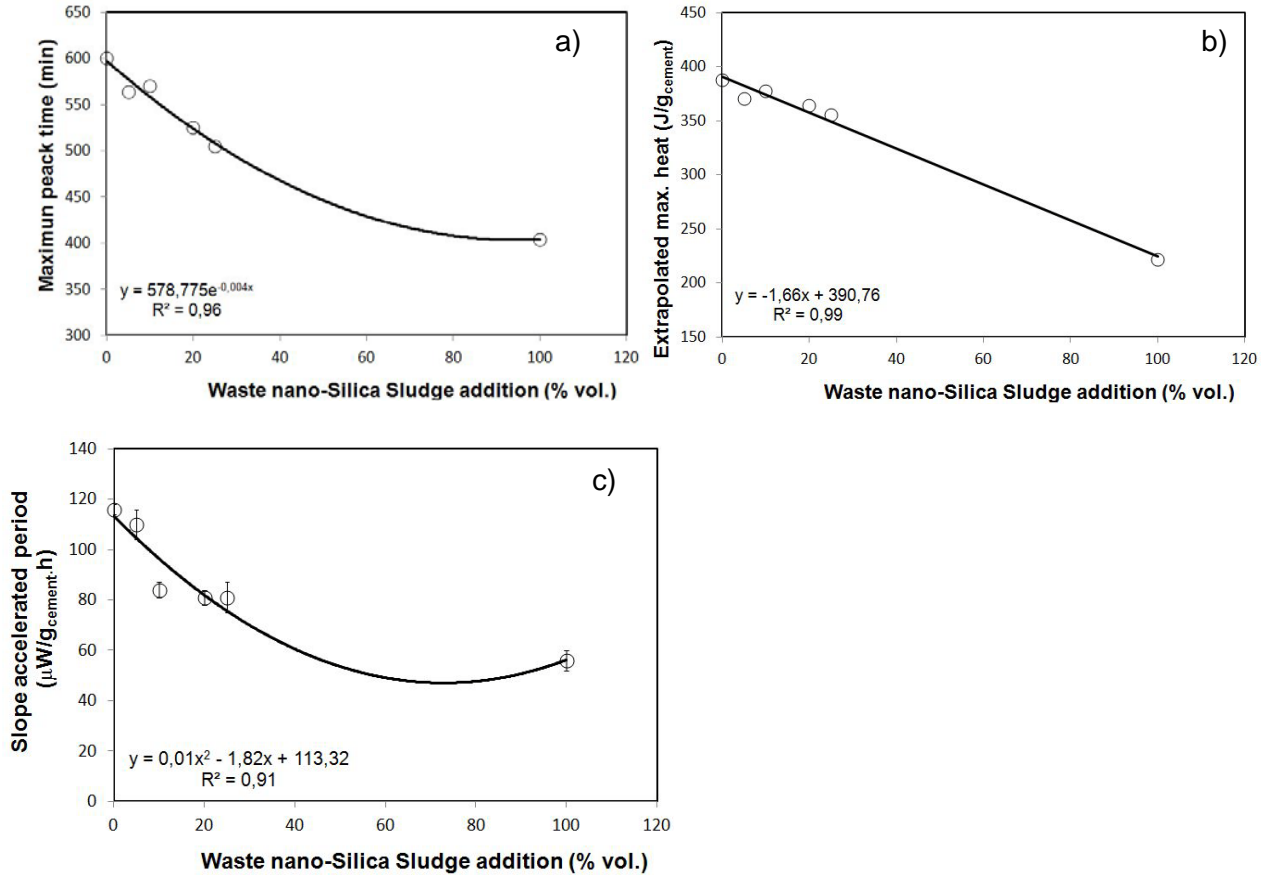 a)
Maximun peack time (min)
650
600
550
500
450
400
350
300
y = 578,775e-0,004x
R² = 0,96
0 20 40 60 80 100 120
Waste nano-Silica Sludge addition (% vol.)
b)
Extrapolated max. heat (J/gcement)
450
400
350
300
250
200
150
y = -1,66x + 390,76
R² = 0,99
0 20 40 60 80 100 120
Waste nano-Silica Sludge addition (% vol.)
c)
Slope accelerated period
(µW/gcement.h)
140
120
100
80
60
40
20
0
y = 0,01x² - 1,82x + 113,32
R² = 0,91
0 20 40 60 80 100 120
Waste nano-Silica Sludge addition (% vol.)